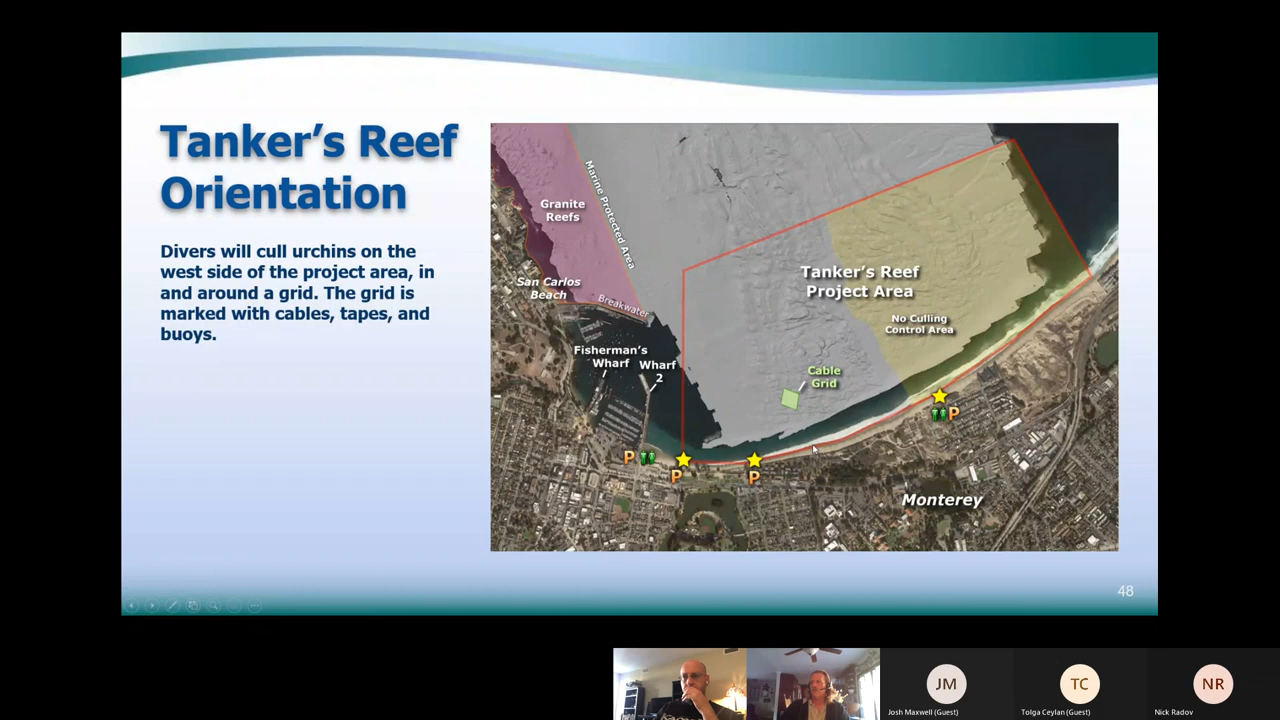 Tanker's Reef
Orientation
Divers will cull urchins on the
west side of the project area, in
and around a grid. The grid is
marked with cables, tapes, and
buoys.
Granite
Reefs
Marine Protected Area
San Carlos
Beach
Breakwater
Fisherman's
Wharf
Wharf
2
Tanker's Reef
Project Area
No Culling
Control Area
Cable
Grid
P
P
P
P
Monterey
48
JM
TC
NR
Josh Maxwell (Guest)
Tolga Ceylan (Guest)
Nick Radov